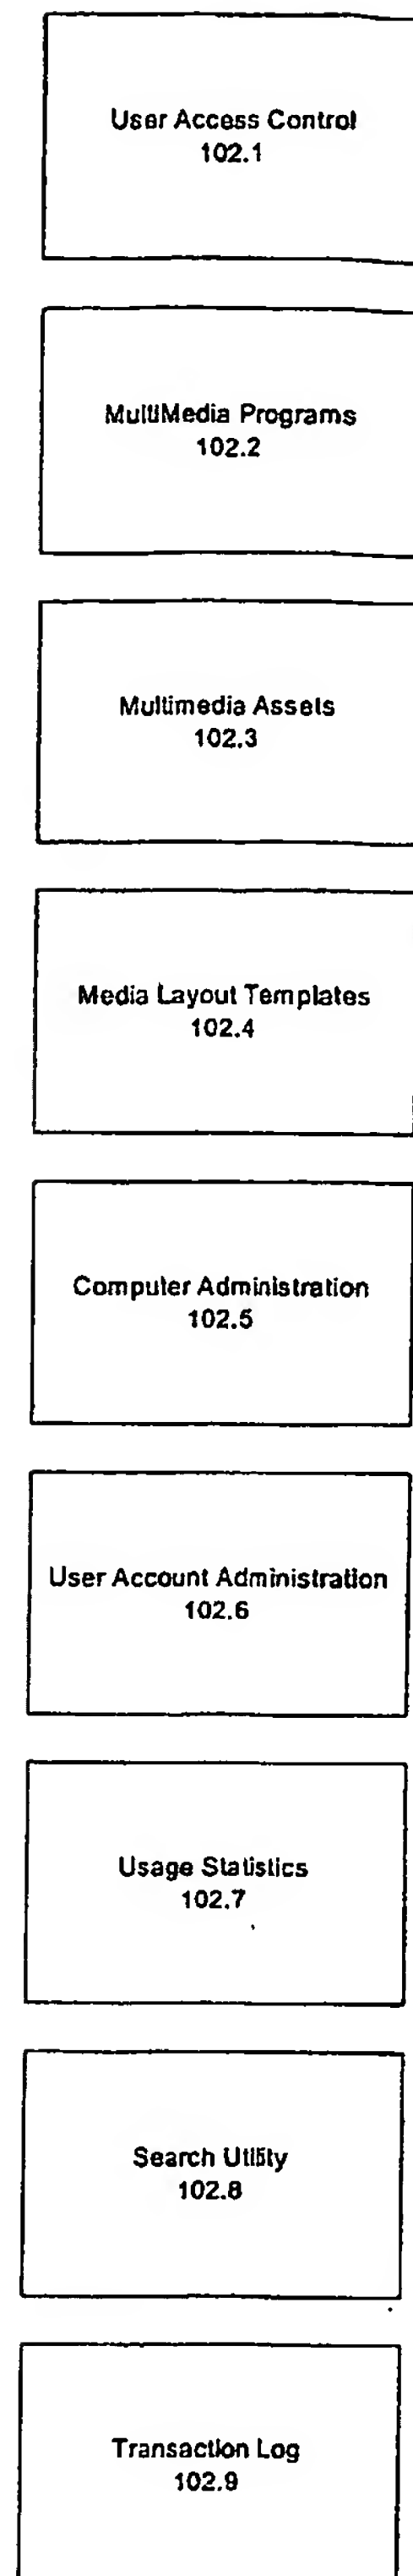 User Access Control
102.1
MultiMedia Programs
102.2
Multimedia Assets
102.3
Media Layout Templates
102.4
Computer Administration
102.5
User Account Administration
102.6
Usage Statistics
102.7
Search Utility
102.8
Transaction Log
102.9